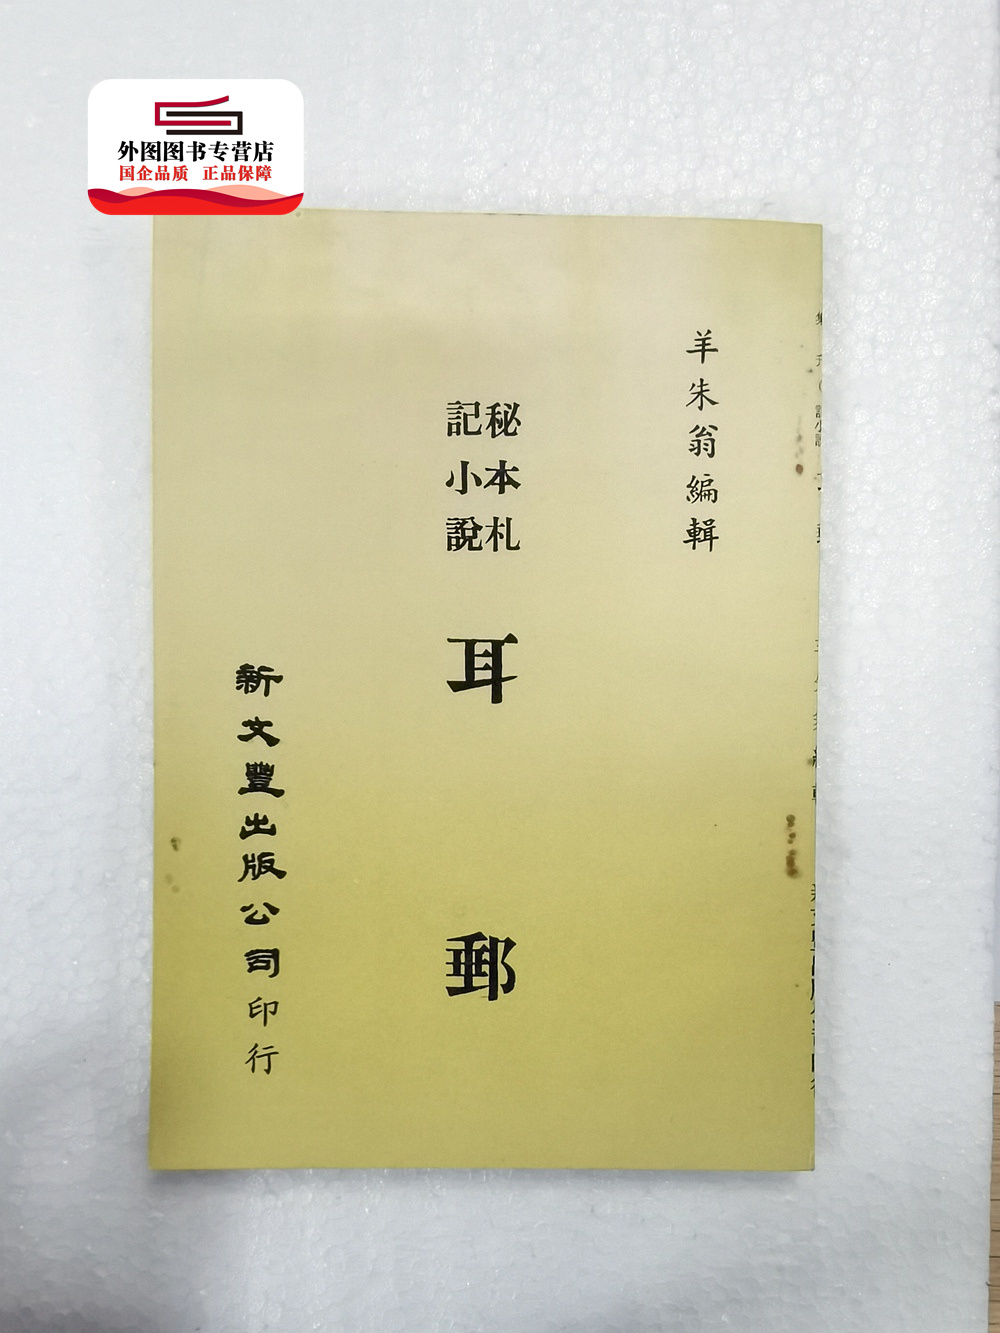 外图图书专营店
国企品质 正品保障
羊朱翁編輯
秘本札
記小說
耳郵
新文豐出版公司印行